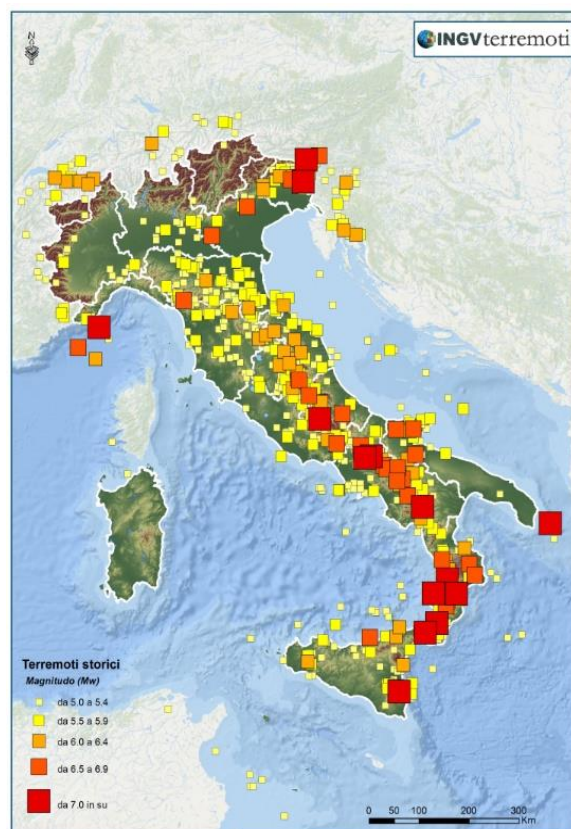 INGVterremoti
N
Terremoti storici
Magnitudo (Mw)
da 5.0 a 5.4
da 5.5 a 5.9
da 6.0 a 6.4
da 6.5 a 6.9
da 7.0 in su
0 50 100 200 300
Km